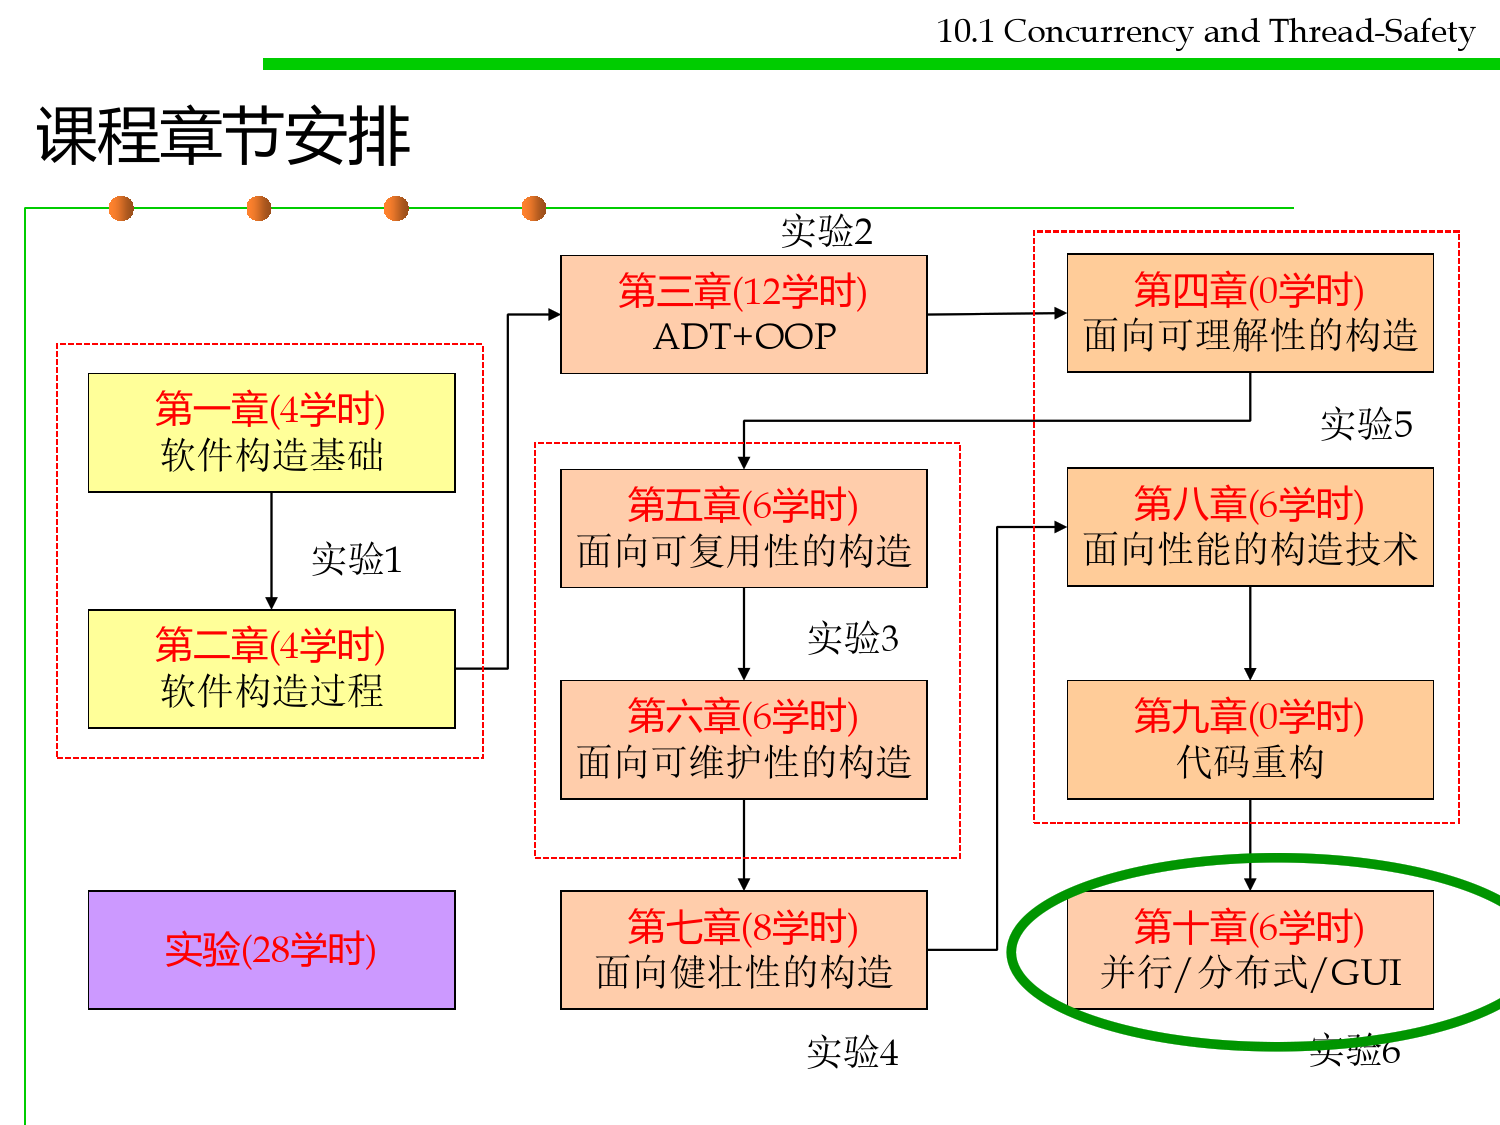 10.1 Concurrency and Thread-Safety
课程章节安排
实验2
第三章(12学时)
ADT+OOP
第四章(0学时)
面向可理解性的构造
第一章(4学时)
软件构造基础
实验5
第五章(6学时)
面向可复用性的构造
第八章(6学时)
面向性能的构造技术
实验1
第二章(4学时)
软件构造过程
实验3
第六章(6学时)
面向可维护性的构造
第九章(0学时)
代码重构
实验(28学时)
第七章(8学时)
面向健壮性的构造
第十章(6学时)
并行/分布式/GUI
实验4
实验6